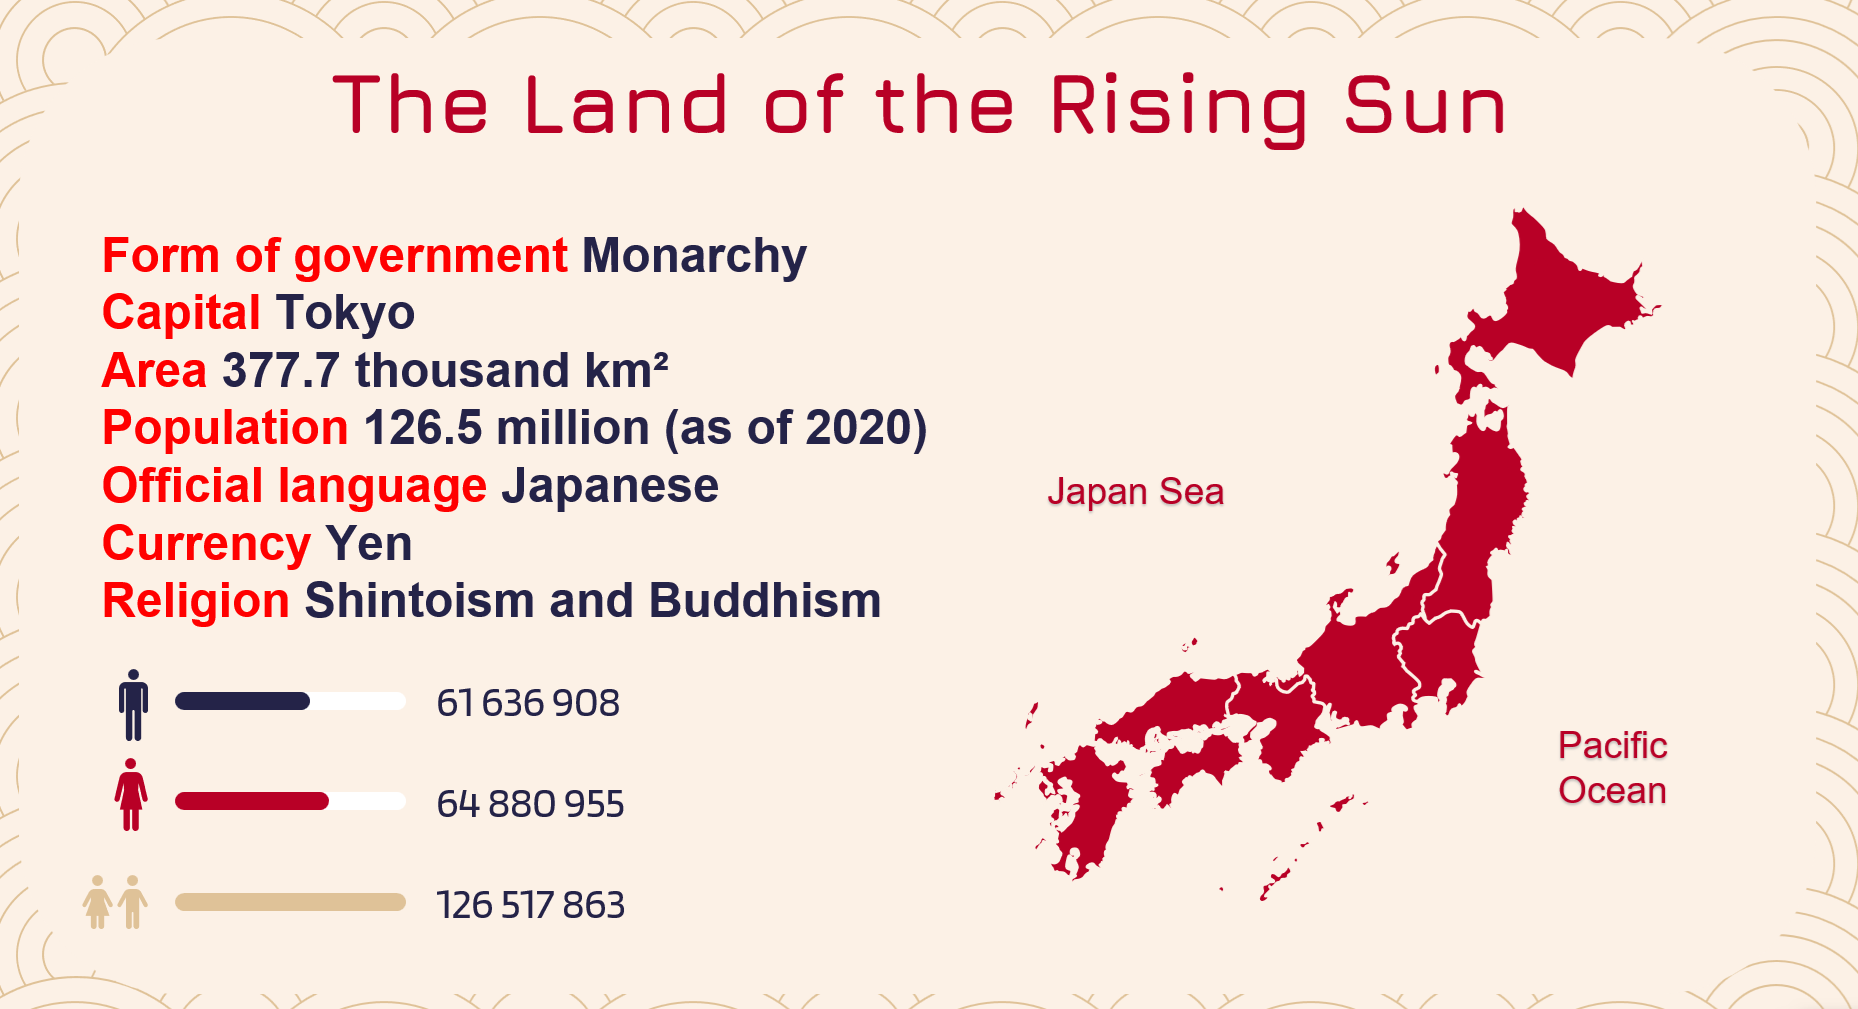 The Land of the Rising Sun
Form of government Monarchy
Capital Tokyo
Area 377.7 thousand km²
Population 126.5 million (as of 2020)
Official language Japanese
Currency Yen
Religion Shintoism and Buddhism
61 636 908
64 880 955
126 517 863
Japan Sea
Pacific
Ocean